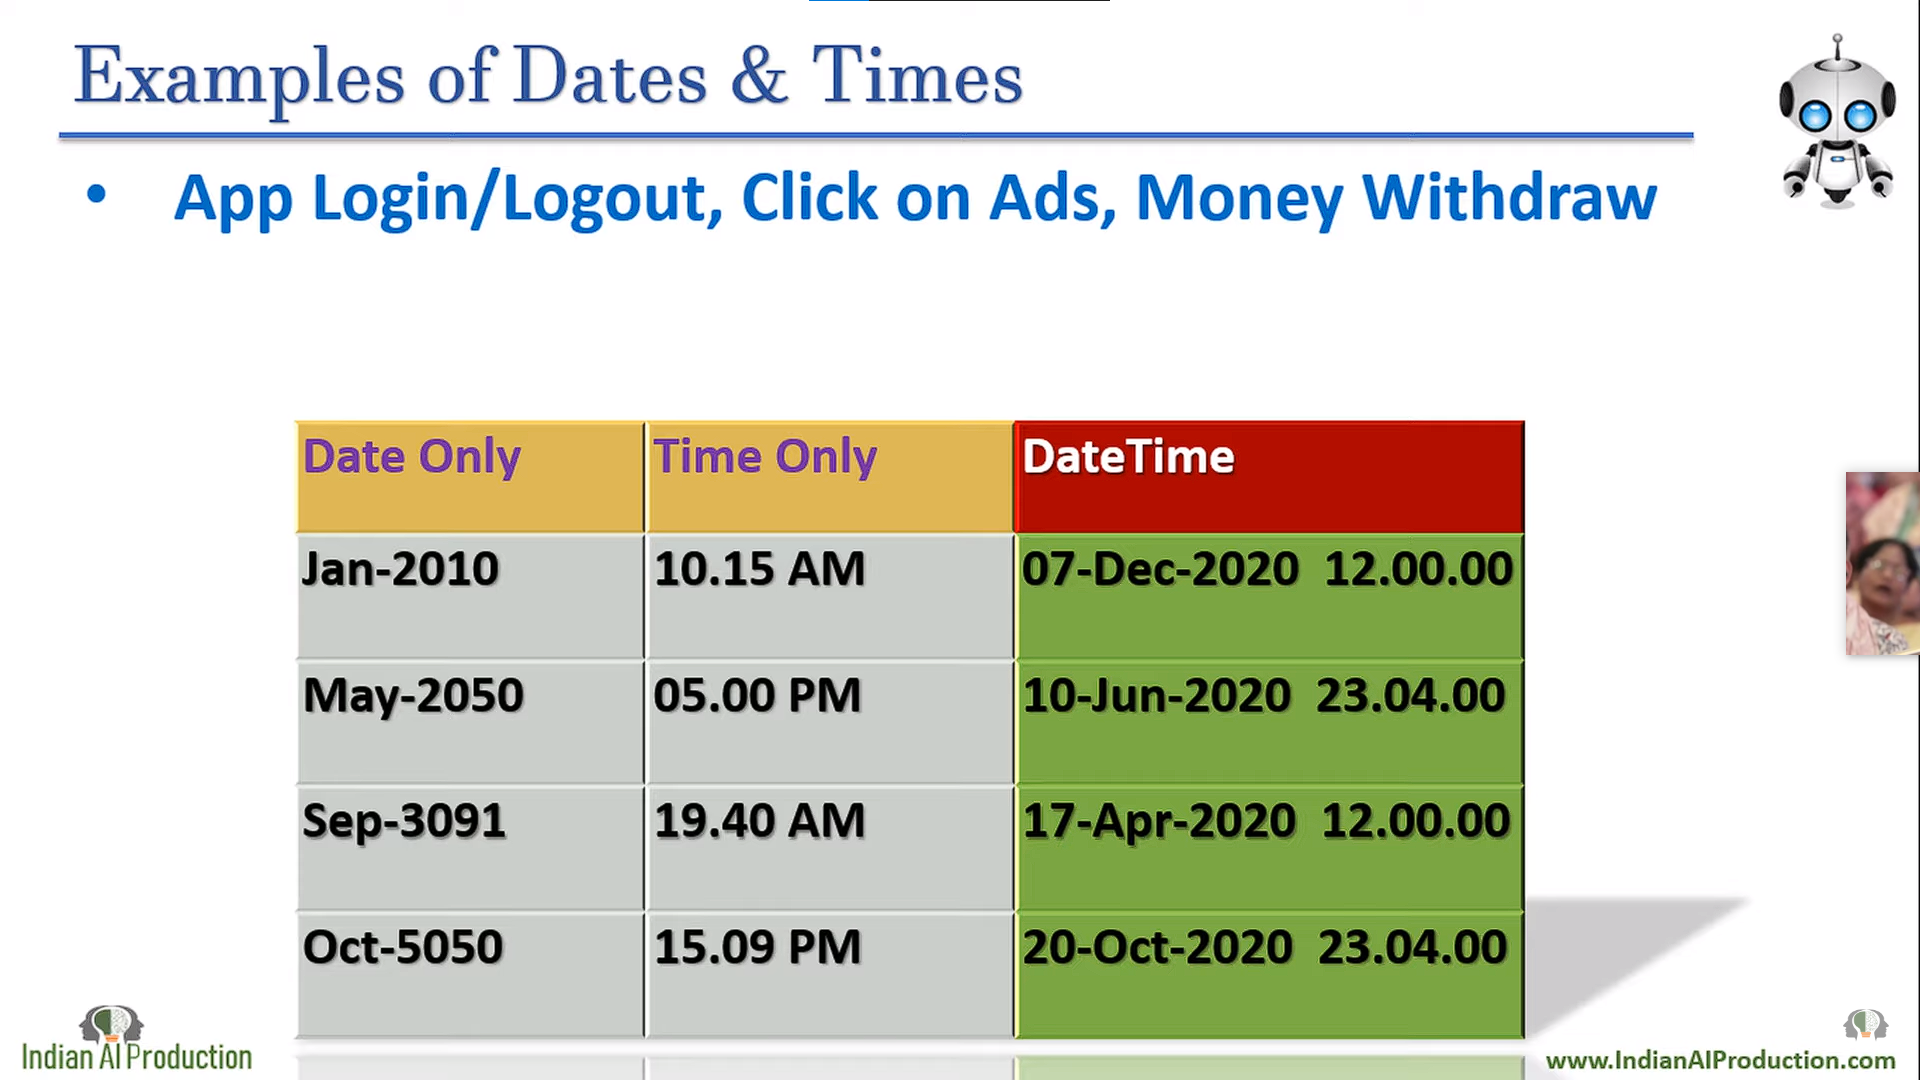 Examples of Dates & Times
• App Login/Logout, Click on Ads, Money Withdraw
Date Only Time Only DateTime
Jan-2010 10.15 AM 07-Dec-2020 12.00.00
May-2050 05.00 PM 10-Jun-2020 23.04.00
Sep-3091 19.40 AM 17-Apr-2020 12.00.00
Oct-5050 15.09 PM 20-Oct-2020 23.04.00
Indian AI Production
www.IndianAIProduction.com